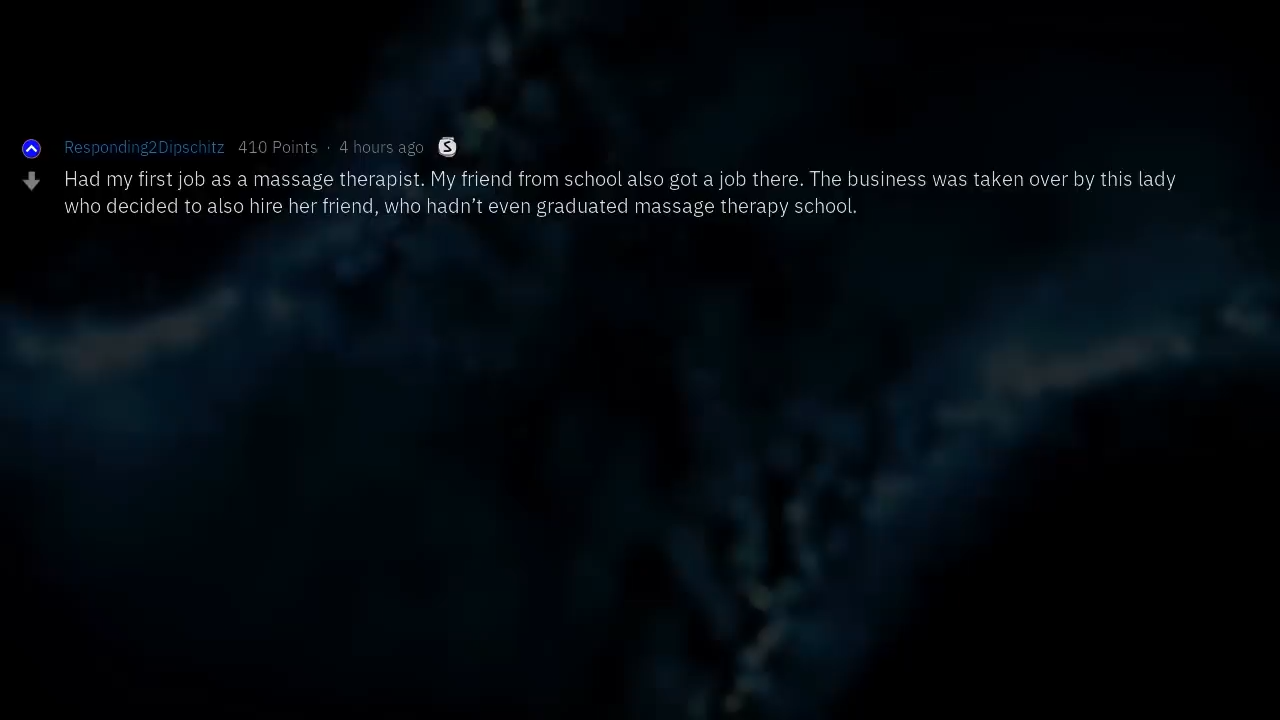 Responding2Dipschitz 410 Points · 4 hours ago S
Had my first job as a massage therapist. My friend from school also got a job there. The business was taken over by this lady
who decided to also hire her friend, who hadn’t even graduated massage therapy school.